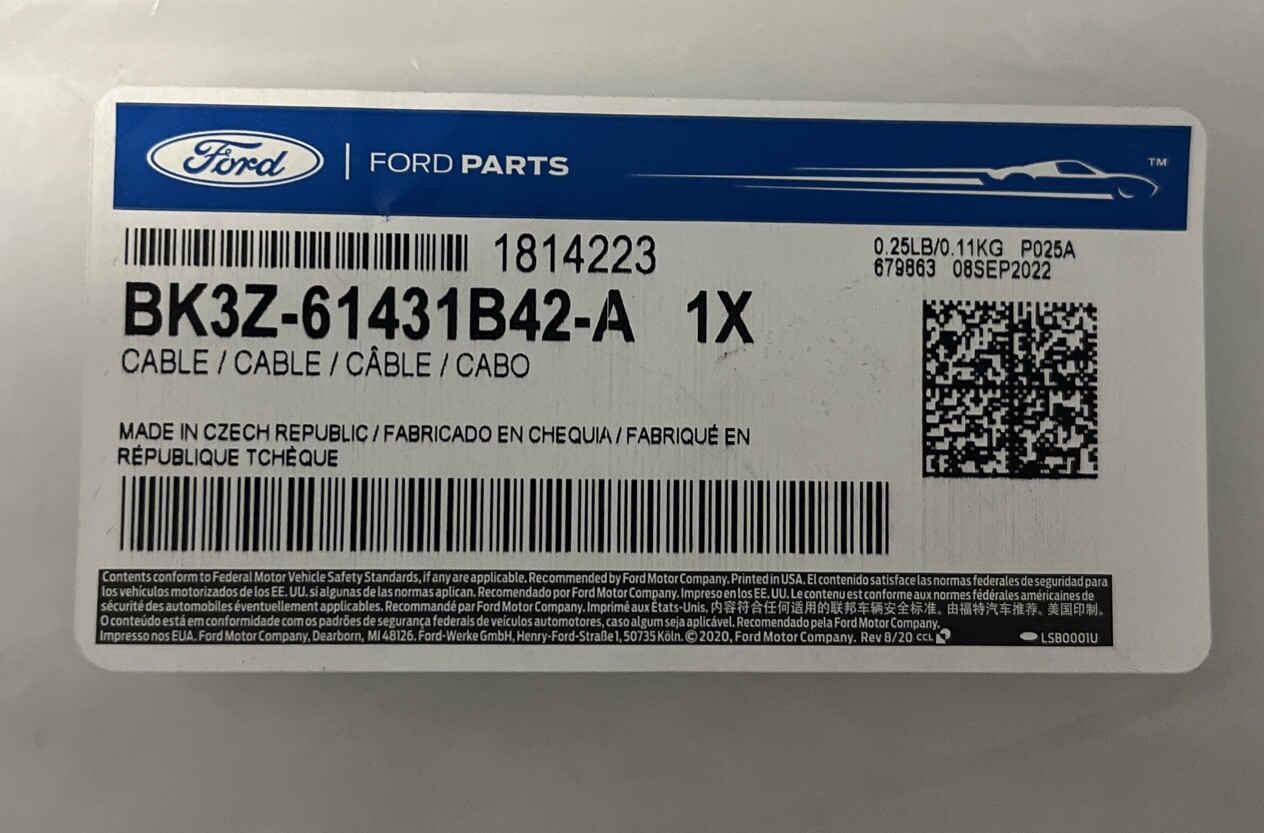 Ford | FORD PARTS
TM
1814223
0.25LB/0.11KG P025A
679863 08SEP2022
BK3Z-61431B42-A 1X
CABLE / CABLE / CÂBLE / CABO
MADE IN CZECH REPUBLIC / FABRICADO EN CHEQUIA / FABRIQUÉ EN
RÉPUBLIQUE TCHÈQUE
Contents conform to Federal Motor Vehicle Safety Standards, if any are applicable. Recommended by Ford Motor Company. Printed in USA. El contenido satisface las normas federales de seguridad para
los vehículos motorizados de los EE. UU. si algunas de las normas aplican. Recomendado por Ford Motor Company. Impreso en los EE. UU. Le contenu est conforme aux normes fédérales américaines de
sécurité des automobiles éventuellement applicables. Recommandé par Ford Motor Company. Imprimé aux États-Unis. 内容符合任何适用的联邦车辆安全标准。由福特汽车推荐。美国印制。
O conteúdo está em conformidade com os padrões de segurança federais de veículos automotores, caso algum seja aplicável. Recomendado pela Ford Motor Company.
Impresso nos EUA. Ford Motor Company, Dearborn, MI 48126. Ford-Werke GmbH, Henry-Ford-Straße 1, 50735 Köln. © 2020, Ford Motor Company. Rev 8/20 CCL
LSB0001U